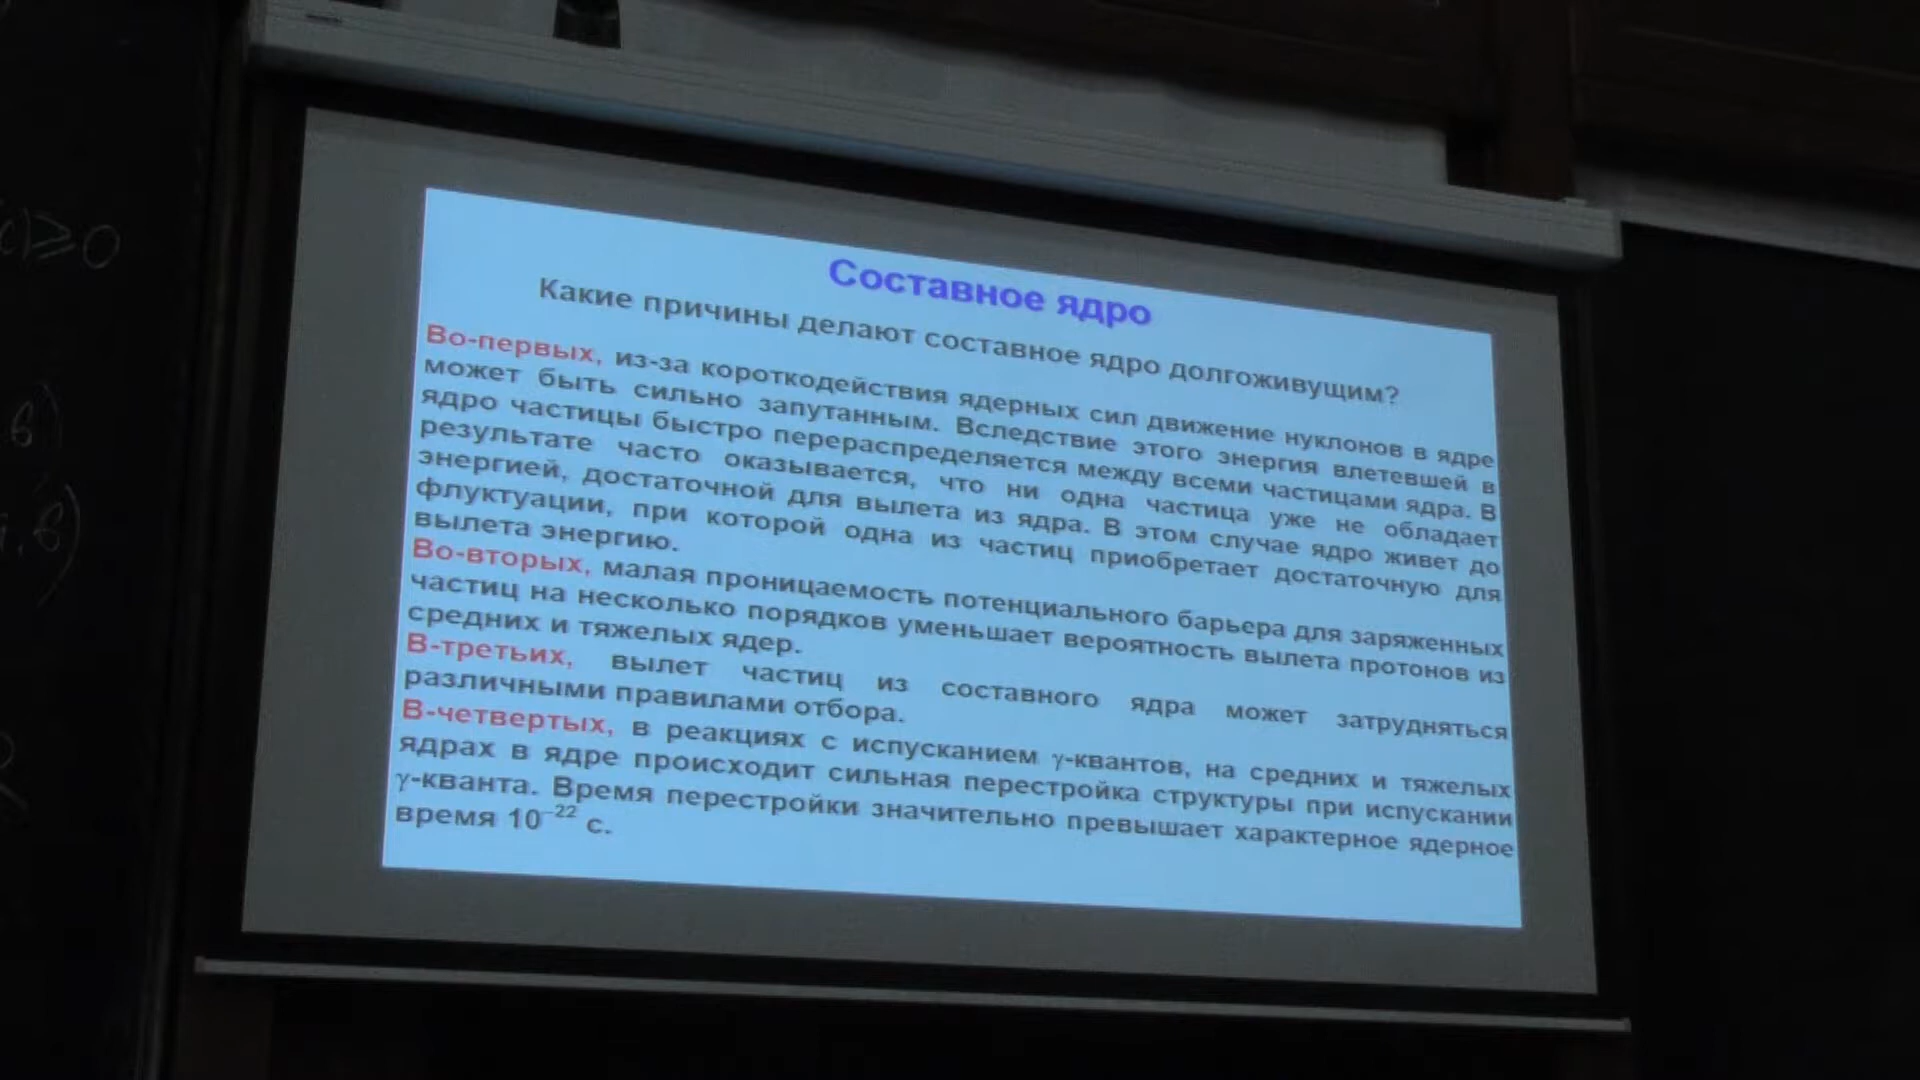 Составное ядро
Какие причины делают составное ядро долгоживущим?
Во-первых, из-за короткодействия ядерных сил движение нуклонов в ядре
может быть сильно запутанным. Вследствие этого энергия влетевшей в
ядро частицы быстро перераспределяется между всеми частицами ядра. В
результате часто оказывается, что ни одна частица уже не обладает
энергией, достаточной для вылета из ядра. В этом случае ядро живет до
флуктуации, при которой одна из частиц приобретает достаточную для
вылета энергию.
Во-вторых, малая проницаемость потенциального барьера для заряженных
частиц на несколько порядков уменьшает вероятность вылета протонов из
средних и тяжелых ядер.
В-третьих, вылет частиц из составного ядра может затрудняться
различными правилами отбора.
В-четвертых, в реакциях с испусканием γ-квантов, на средних и тяжелых
ядрах в ядре происходит сильная перестройка структуры при испускании
γ-кванта. Время перестройки значительно превышает характерное ядерное
время 10⁻²² с.
≥0